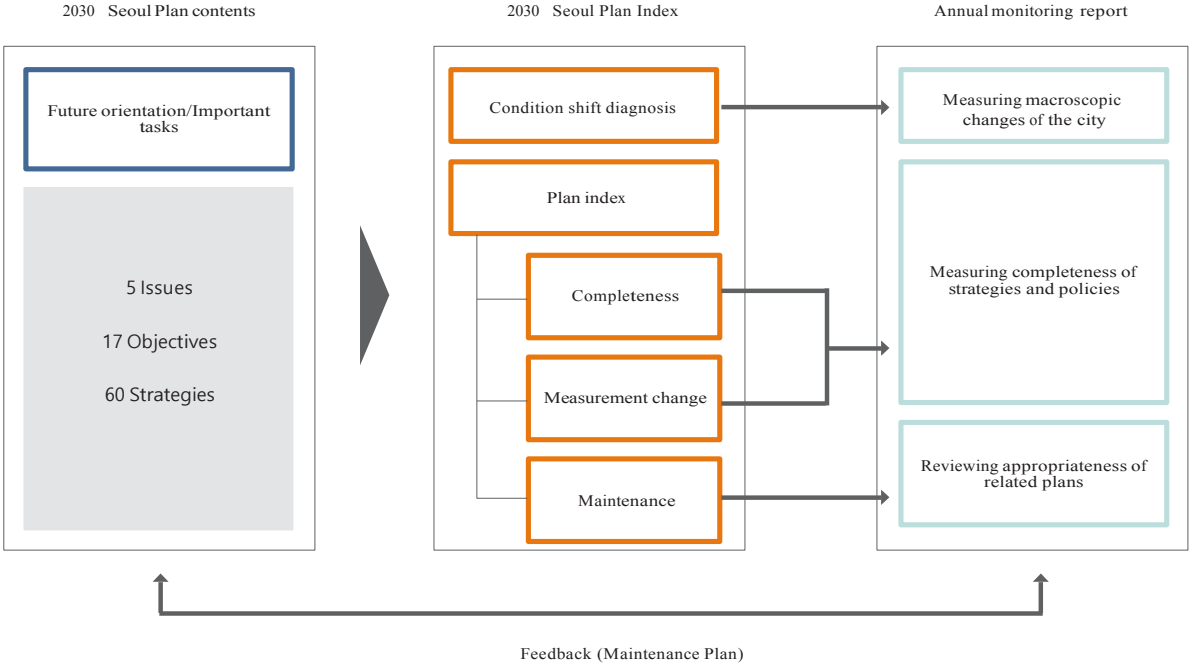 2030 Seoul Plan contents
Future orientation/Important
tasks
5 Issues
17 Objectives
60 Strategies
2030 Seoul Plan Index
Condition shift diagnosis
Plan index
Completeness
Measurement change
Maintenance
Annual monitoring report
Measuring macroscopic
changes of the city
Measuring completeness of
strategies and policies
Reviewing appropriateness of
related plans
Feedback (Maintenance Plan)